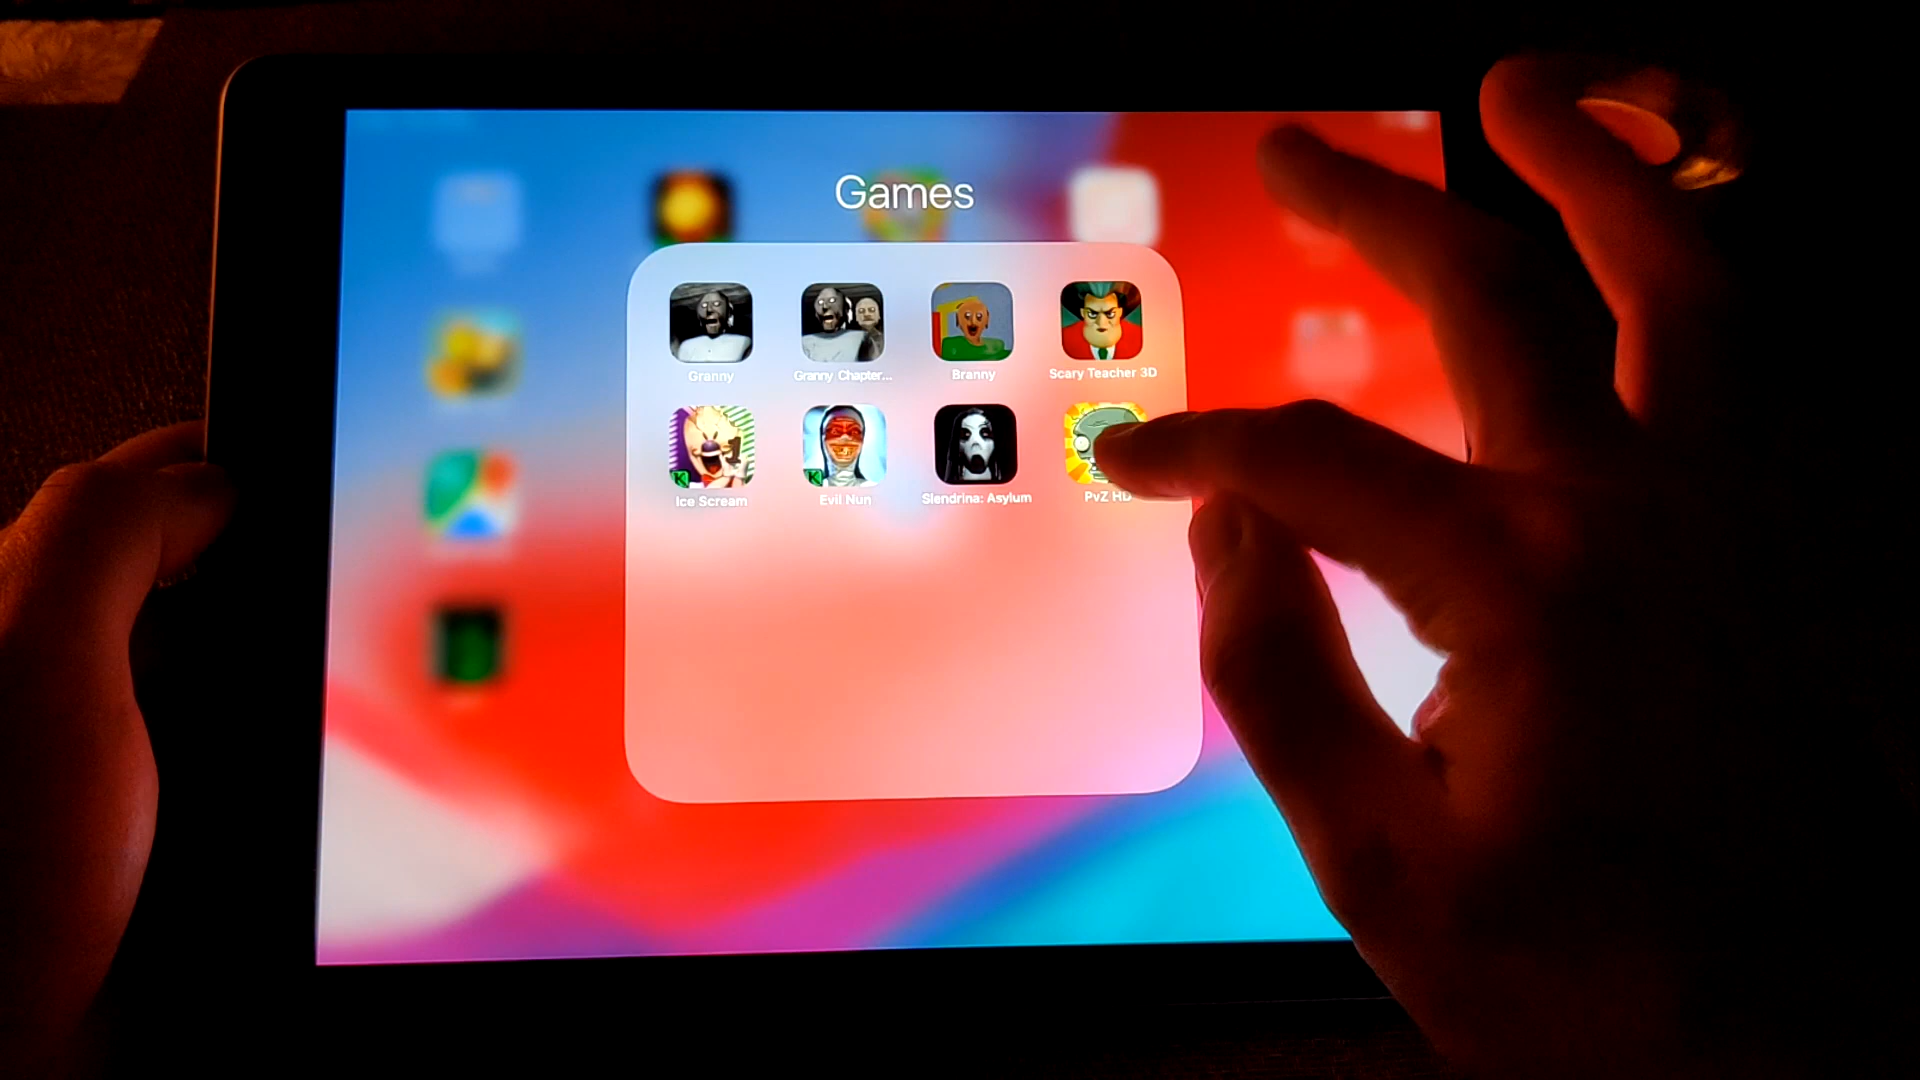 Games
Granny
Granny Chapter...
Branny
Scary Teacher 3D
Ice Scream
Evil Nun
Slendrina: Asylum
PvZ HD